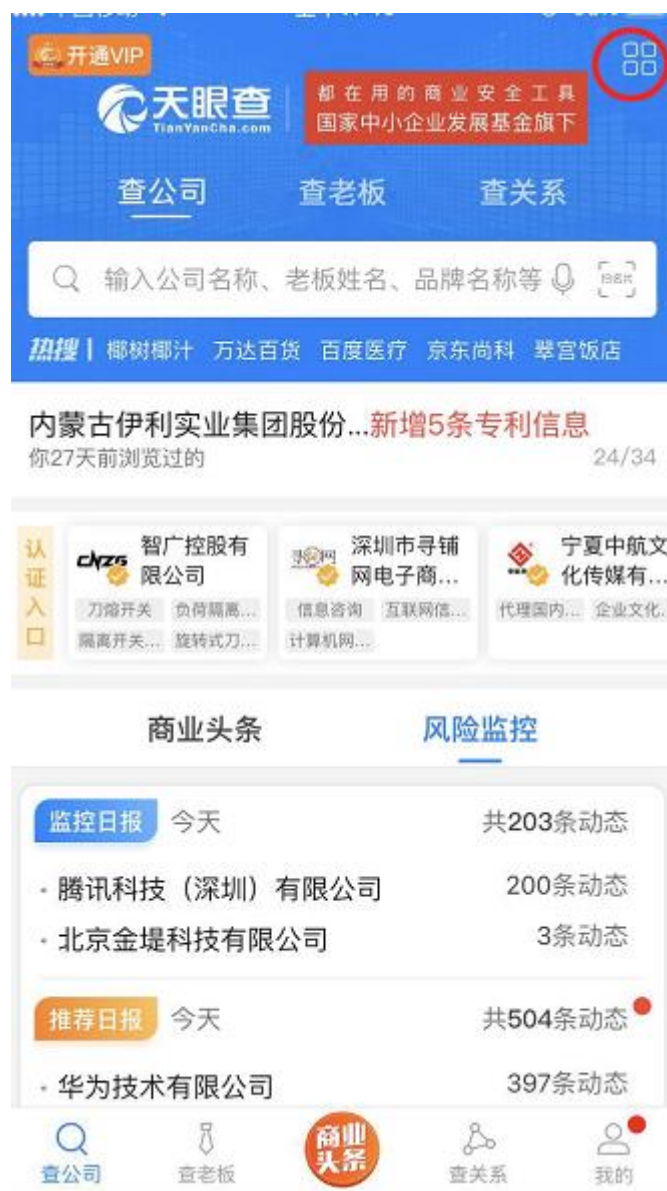 开通VIP
天眼查
TianYanCha.com
都在用的商业安全工具
国家中小企业发展基金旗下
查公司 查老板 查关系
输入公司名称、老板姓名、品牌名称等
热搜 椰树椰汁 万达百货 百度医疗 京东尚科 翠宫饭店
内蒙古伊利实业集团股份...新增5条专利信息
你27天前浏览过的 24/34
认证入口
智广控股有
限公司
刀熔开关 负荷隔离...
隔离开关... 旋转式刀...
深圳市寻铺
网电子商...
信息咨询 互联网信...
计算机网...
宁夏中航文
化传媒有...
代理国内... 企业文化.
商业头条 风险监控
监控日报 今天 共203条动态
· 腾讯科技（深圳）有限公司 200条动态
· 北京金堤科技有限公司 3条动态
推荐日报 今天 共504条动态
· 华为技术有限公司 397条动态
查公司 查老板 商业头条 查关系 我的